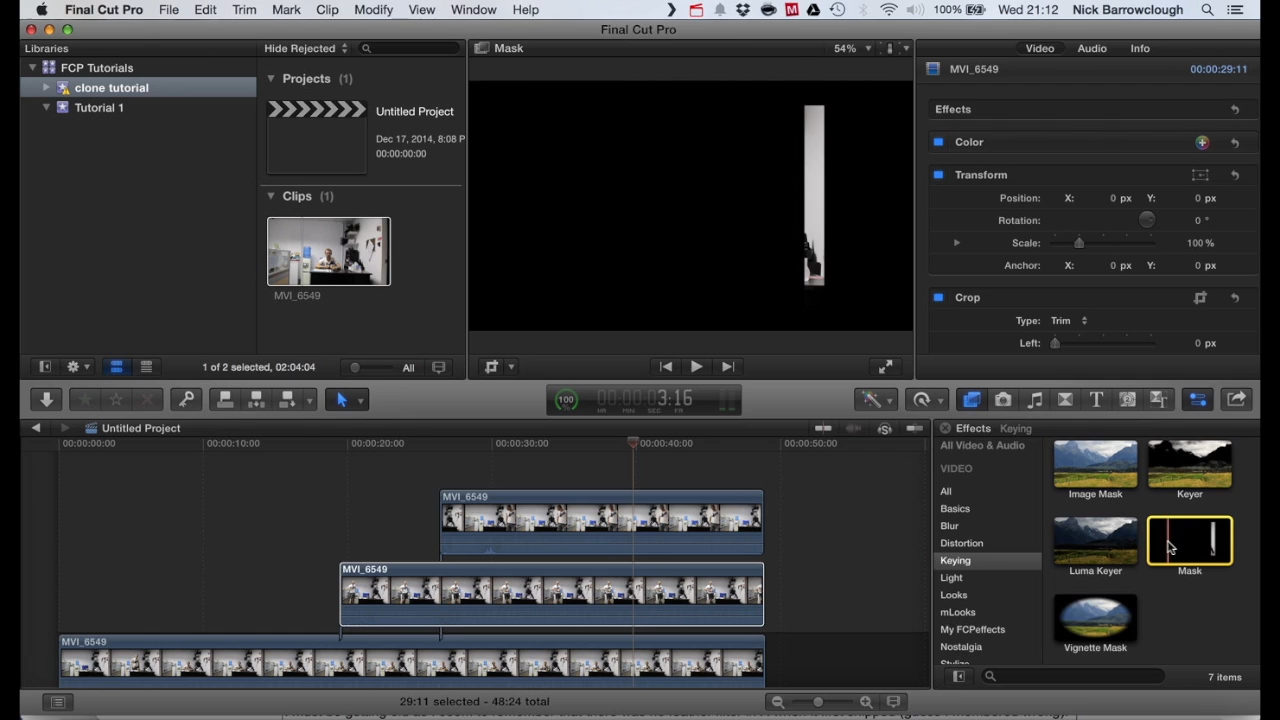 Final Cut Pro File Edit Trim Mark Clip Modify View Window Help 100% Wed 21:12 Nick Barrowclough
Final Cut Pro
Libraries Hide Rejected Mask 54% Video Audio Info
FCP Tutorials
clone tutorial
Tutorial 1
Projects (1)
Untitled Project
Dec 17, 2014, 8:08 P
00:00:00:00
Clips (1)
MVI_6549
MVI_6549 00:00:29:11
Effects
Color
Transform
Position: X: 0 px Y: 0 px
Rotation: 0 °
Scale: 100 %
Anchor: X: 0 px Y: 0 px
Crop
Type: Trim
Left: 0 px
1 of 2 selected, 02:04:04 All
100 00:00:03:16
HR MIN SEC FR
Untitled Project
00:00:00:00 00:00:10:00 00:00:20:00 00:00:30:00 00:00:40:00 00:00:50:00
MVI_6549
MVI_6549
MVI_6549
Effects Keying
All Video & Audio
VIDEO
All
Basics
Blur
Distortion
Keying
Light
Looks
mLooks
My FCPeffects
Nostalgia
Stylize
Image Mask Keyer
Luma Keyer Mask
Vignette Mask
29:11 selected - 48:24 total 7 items